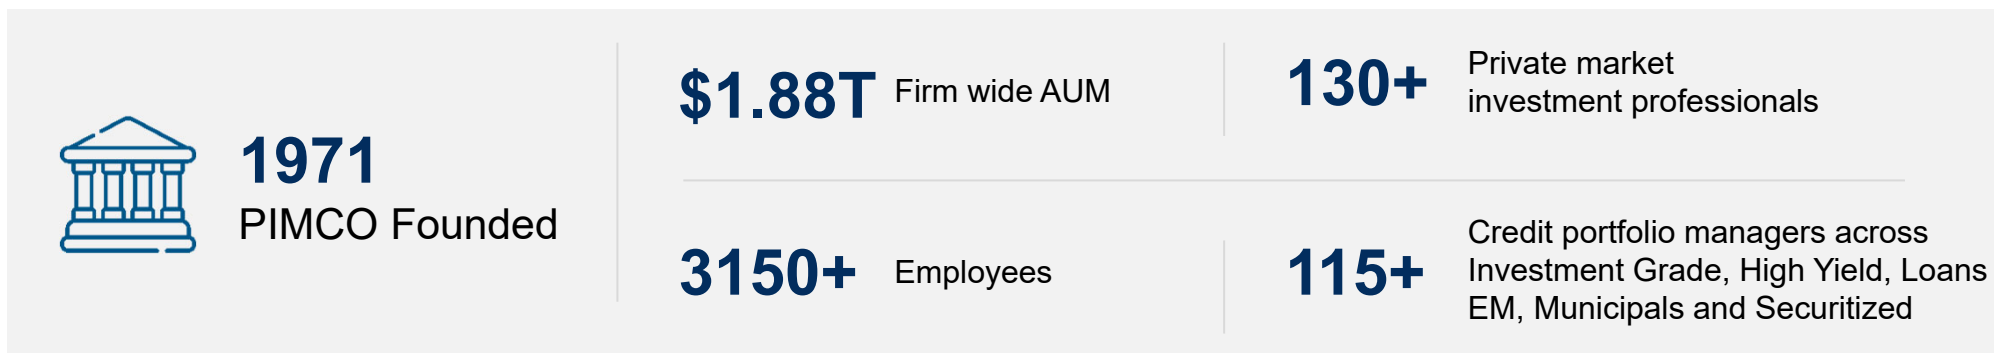 1971
PIMCO Founded
$1.88T Firm wide AUM
130+
Private market
investment professionals
3150+ Employees
115+
Credit portfolio managers across
Investment Grade, High Yield, Loans
EM, Municipals and Securitized